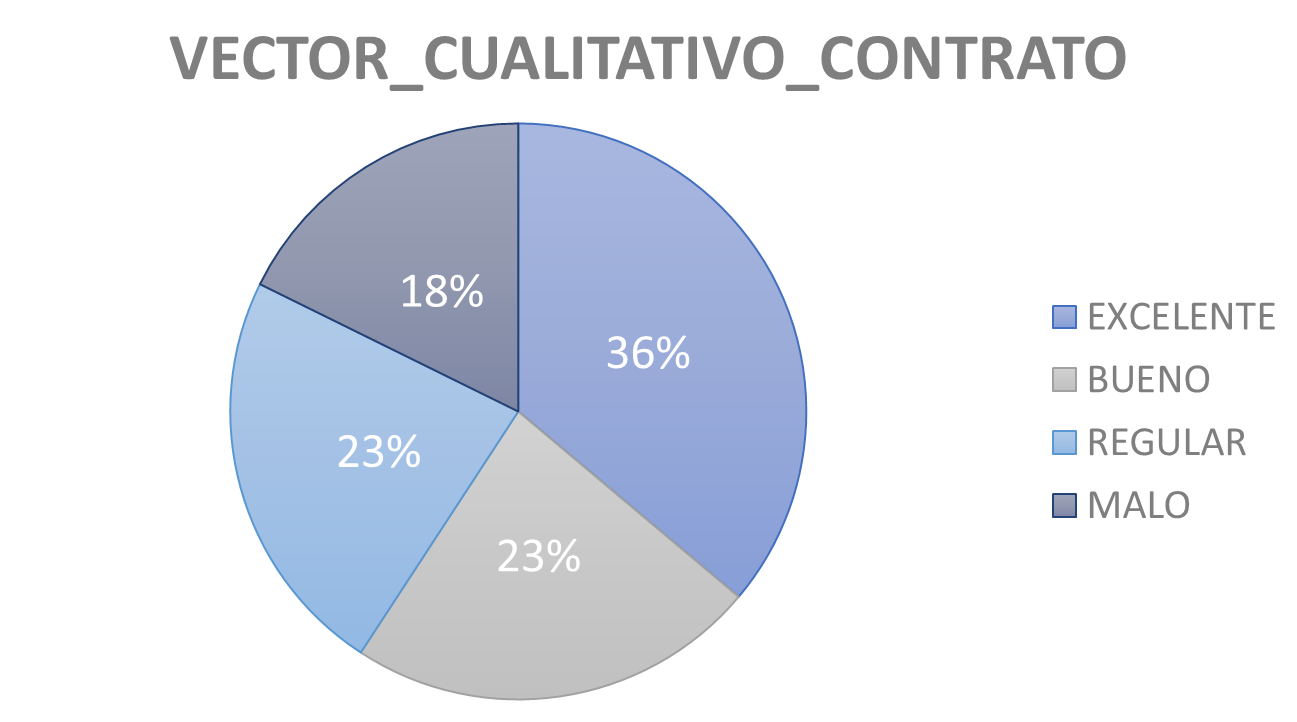 VECTOR_CUALITATIVO_CONTRATO
18%
36%
23%
23%
EXCELENTE
BUENO
REGULAR
MALO